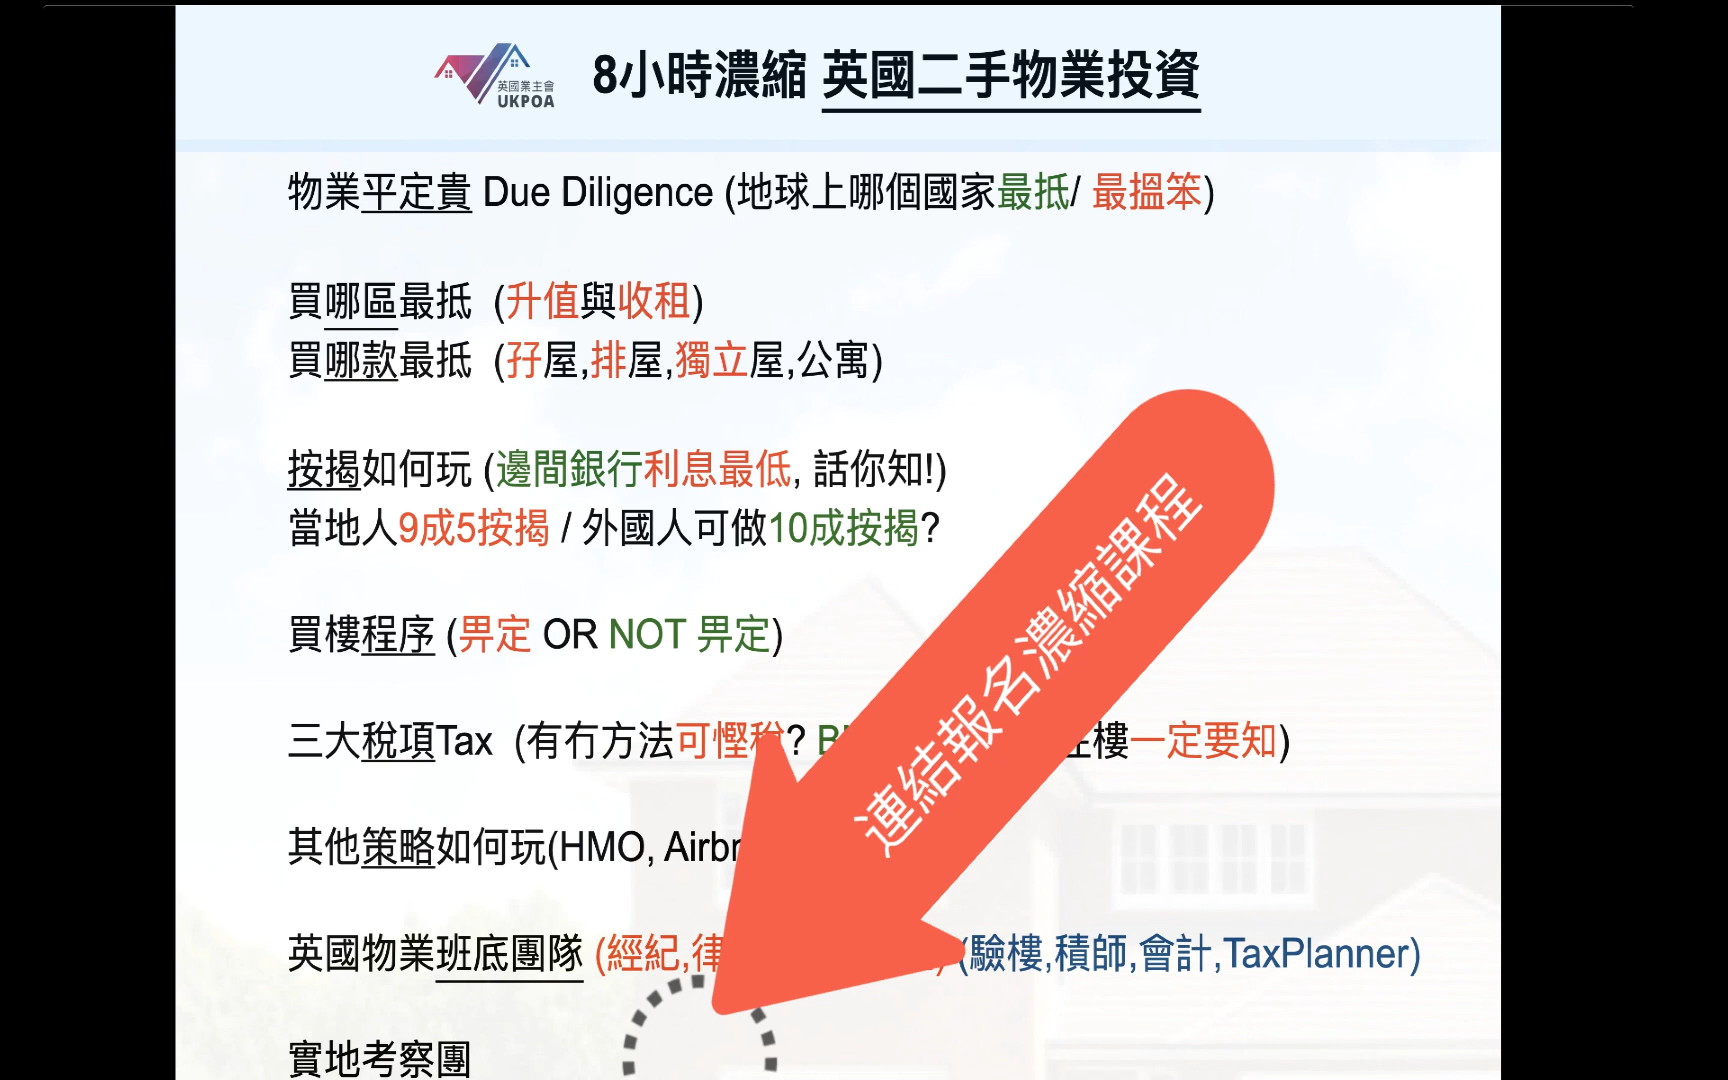 英國業主會
UKPOA
8小時濃縮 英國二手物業投資
物業平定貴 Due Diligence (地球上哪個國家最抵/ 最搵笨)
買哪區最抵 (升值與收租)
買哪款最抵 (孖屋,排屋,獨立屋,公寓)
按揭如何玩 (邊間銀行利息最低, 話你知!)
當地人9成5按揭 / 外國人可做10成按揭?
買樓程序 (畀定 OR NOT 畀定)
三大稅項Tax (有冇方法可慳稅? 樓一定要知)
其他策略如何玩(HMO,
英國物業班底團隊 (經紀,律 (驗樓,積師,會計,TaxPlanner)
實地考察團
連結報名濃縮課程